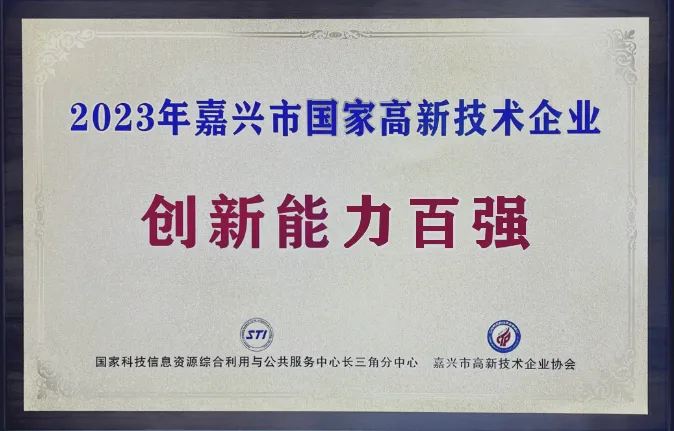 2023年嘉兴市国家高新技术企业
创新能力百强
STI
国家科技信息资源综合利用与公共服务中心长三角分中心 嘉兴市高新技术企业协会